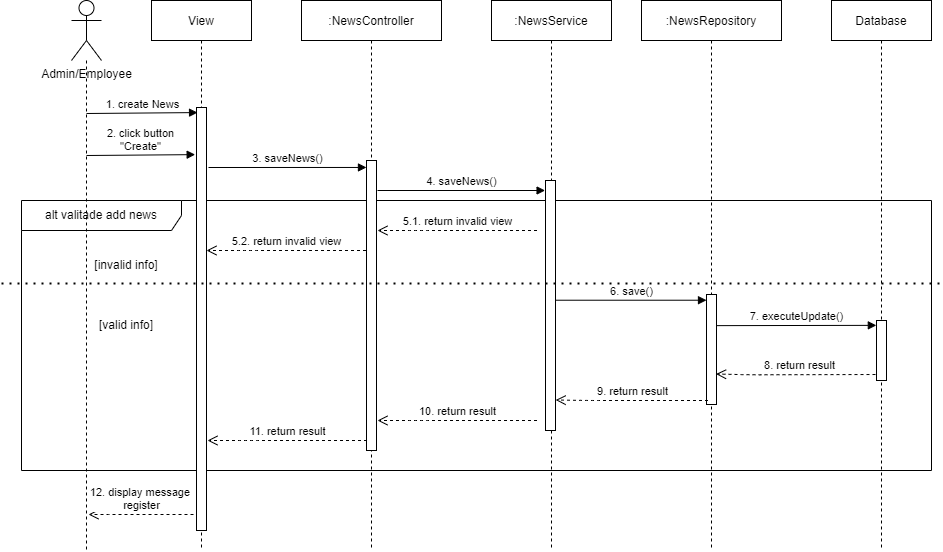 View
:NewsController
:NewsService
:NewsRepository
Database
Admin/Employee
1. create News
2. click button
"Create"
3. saveNews()
4. saveNews()
alt valitade add news
5.1. return invalid view
5.2. return invalid view
[invalid info]
6. save()
[valid info]
7. executeUpdate()
8. return result
9. return result
10. return result
11. return result
12. display message
register